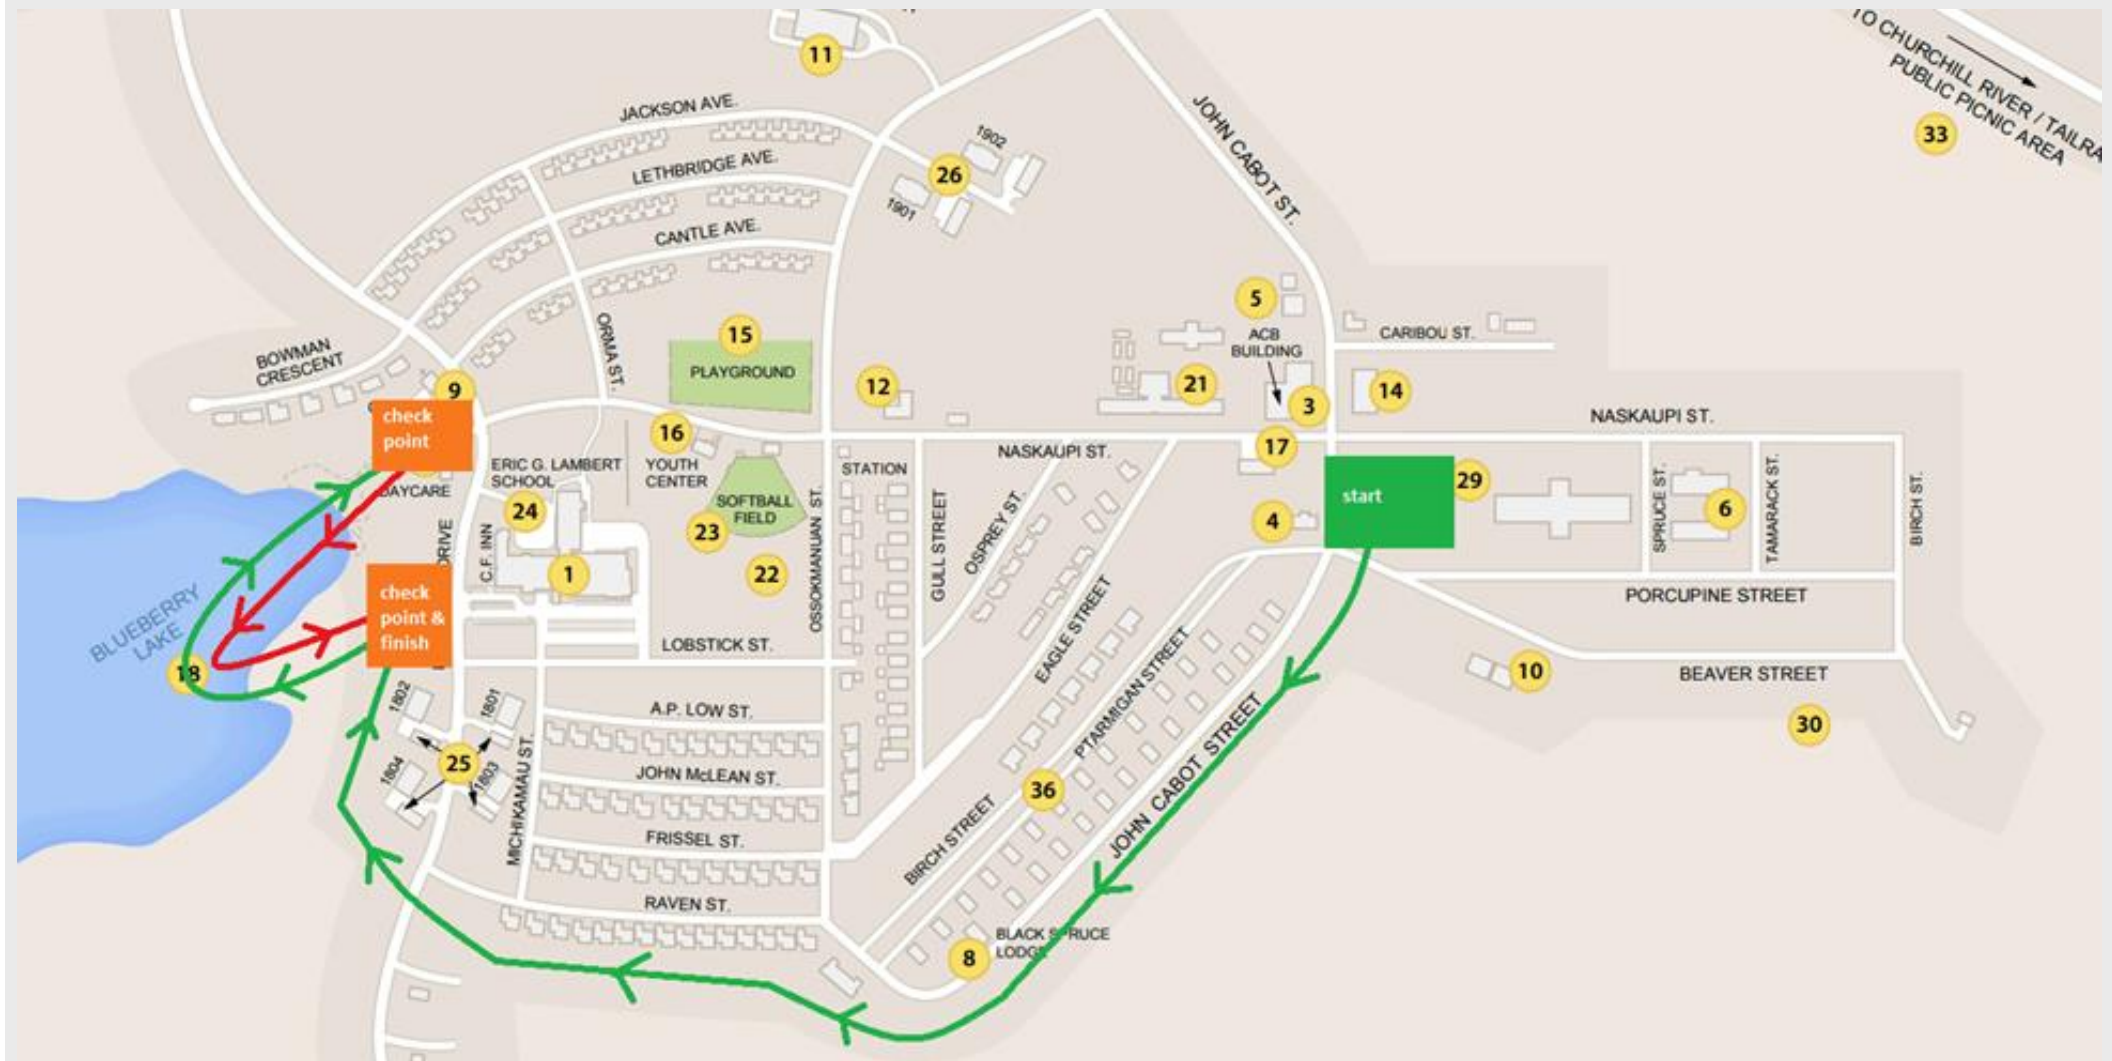 11
JACKSON AVE.
LETHBRIDGE AVE.
CANTLE AVE.
1902
26
1901
JOHN CABOT ST.
TO CHURCHILL RIVER / TAILRA
PUBLIC PICNIC AREA
33
BOWMAN
CRESCENT
ORMA ST.
15
PLAYGROUND
12
5
ACB
BUILDING
21
3
14
CARIBOU ST.
NASKAUPI ST.
9
check
point
DAYCARE
16
YOUTH
CENTER
ERIC G. LAMBERT
SCHOOL
24
SOFTBALL
FIELD
23
22
STATION
NASKAUPI ST.
17
4
start
29
SPRUCE ST.
6
TAMARACK ST.
BIRCH ST.
DRIVE
C.F. INN
1
OSSOKMANUAN ST.
GULL STREET
OSPREY ST.
EAGLE STREET
PORCUPINE STREET
BLUEBERRY
LAKE
18
check
point &
finish
LOBSTICK ST.
PTARMIGAN STREET
JOHN CABOT STREET
10
BEAVER STREET
30
1802
1801
25
1804
1803
MICHIKAMAU ST.
A.P. LOW ST.
JOHN McLEAN ST.
FRISSEL ST.
RAVEN ST.
36
BIRCH STREET
8
BLACK SPRUCE
LODGE